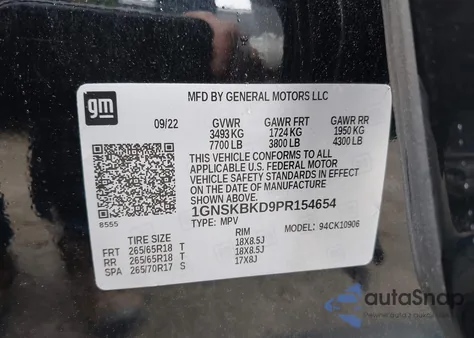 gm
MFD BY GENERAL MOTORS LLC
09/22 GVWR GAWR FRT GAWR RR
3493 KG 1724 KG 1950 KG
7700 LB 3800 LB 4300 LB
THIS VEHICLE CONFORMS TO ALL
APPLICABLE U.S. FEDERAL MOTOR
VEHICLE SAFETY STANDARDS IN EFFECT
ON THE DATE OF MANUFACTURE
SHOWN ABOVE.
1GNSKBKD9PR154654
8555
TYPE: MPV MODEL: 94CK10906
TIRE SIZE RIM
FRT 265/65R18 T 18X8.5J
RR 265/65R18 T 18X8.5J
SPA 265/70R17 S 17X8J
autaSnap